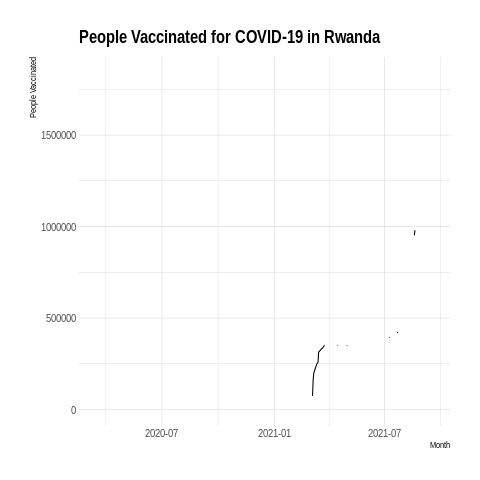 People Vaccinated for COVID-19 in Rwanda
People Vaccinated
1500000
1000000
500000
0
2020-07
2021-01
2021-07
Month